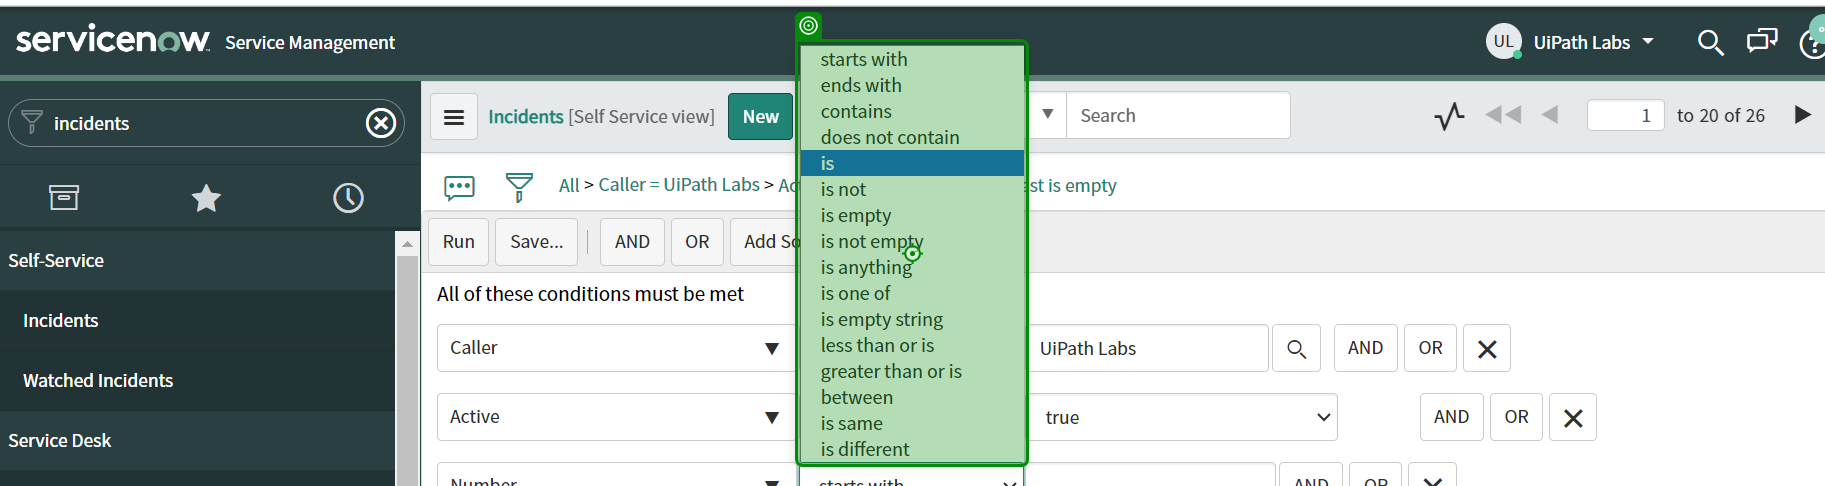 servicenow Service Management
UL UiPath Labs
incidents
Self-Service
Incidents
Watched Incidents
Service Desk
Incidents [Self Service view] New
Search
1 to 20 of 26
All > Caller = UiPath Labs > Ac
st is empty
Run Save... AND OR Add So
All of these conditions must be met
Caller
UiPath Labs AND OR
Active
true AND OR
Number
starts with
AND OR
starts with
ends with
contains
does not contain
is
is not
is empty
is not empty
is anything
is one of
is empty string
less than or is
greater than or is
between
is same
is different